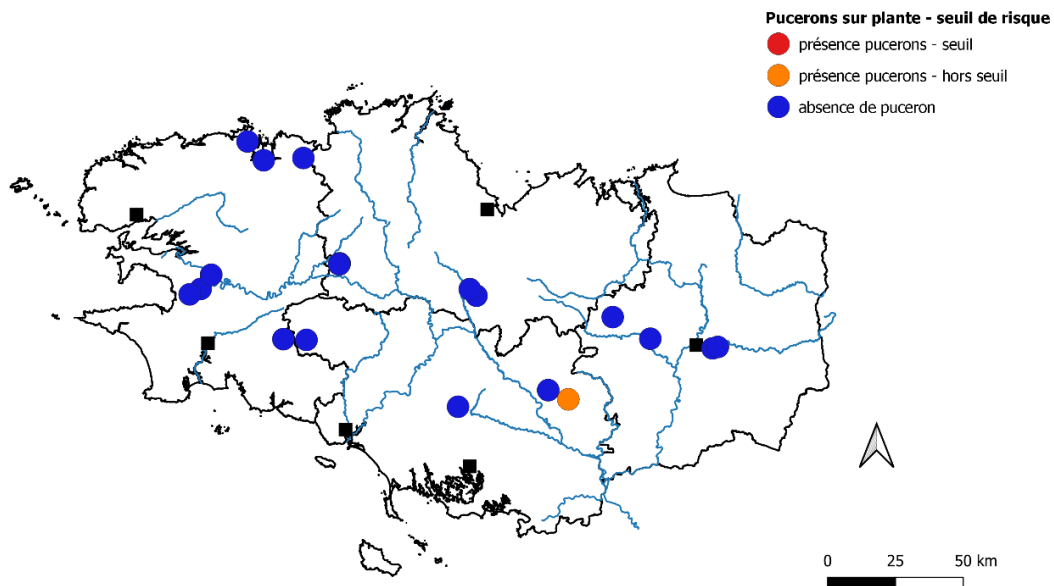 Pucerons sur plante - seuil de risque
présence pucerons - seuil
présence pucerons - hors seuil
absence de puceron
0 25 50 km